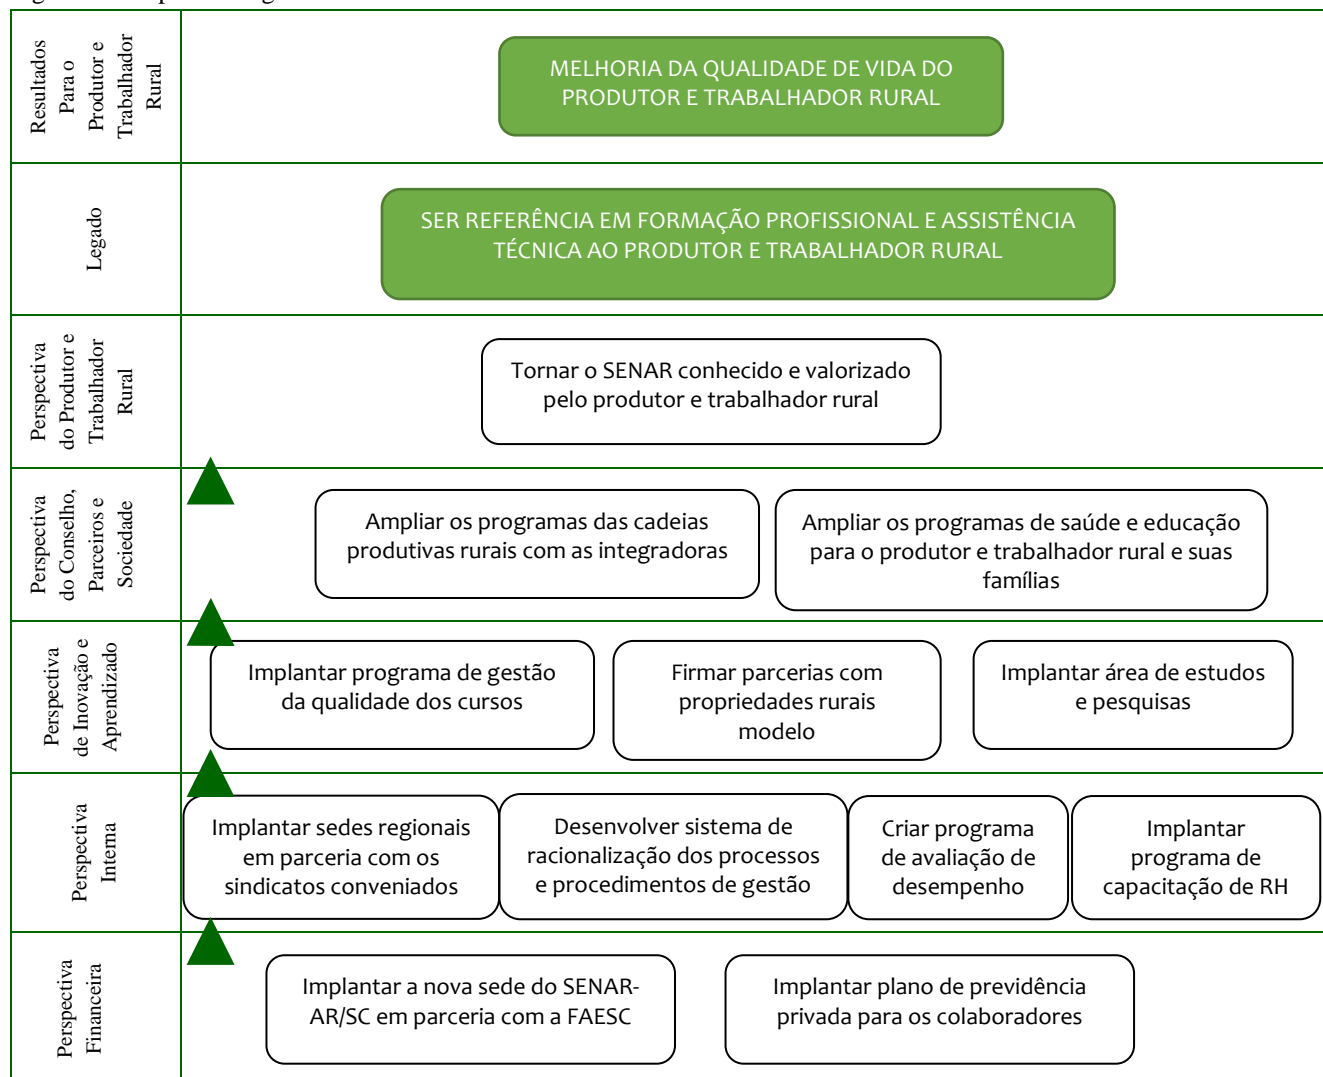 Resultados
Para o
Produtor e
Trabalhador
Rural
MELHORIA DA QUALIDADE DE VIDA DO
PRODUTOR E TRABALHADOR RURAL
Legado
SER REFERÊNCIA EM FORMAÇÃO PROFISSIONAL E ASSISTÊNCIA
TÉCNICA AO PRODUTOR E TRABALHADOR RURAL
Perspectiva
do Produtor e
Trabalhador
Rural
Tornar o SENAR conhecido e valorizado
pelo produtor e trabalhador rural
Perspectiva
do Conselho,
Parceiros e
Sociedade
Ampliar os programas das cadeias
produtivas rurais com as integradoras
Ampliar os programas de saúde e educação
para o produtor e trabalhador rural e suas
famílias
Perspectiva
de Inovação e
Aprendizado
Implantar programa de gestão
da qualidade dos cursos
Firmar parcerias com
propriedades rurais
modelo
Implantar área de estudos
e pesquisas
Perspectiva
Interna
Implantar sedes regionais
em parceria com os
sindicatos conveniados
Desenvolver sistema de
racionalização dos processos
e procedimentos de gestão
Criar programa
de avaliação de
desempenho
Implantar
programa de
capacitação de RH
Perspectiva
Financeira
Implantar a nova sede do SENAR-
AR/SC em parceria com a FAESC
Implantar plano de previdência
privada para os colaboradores